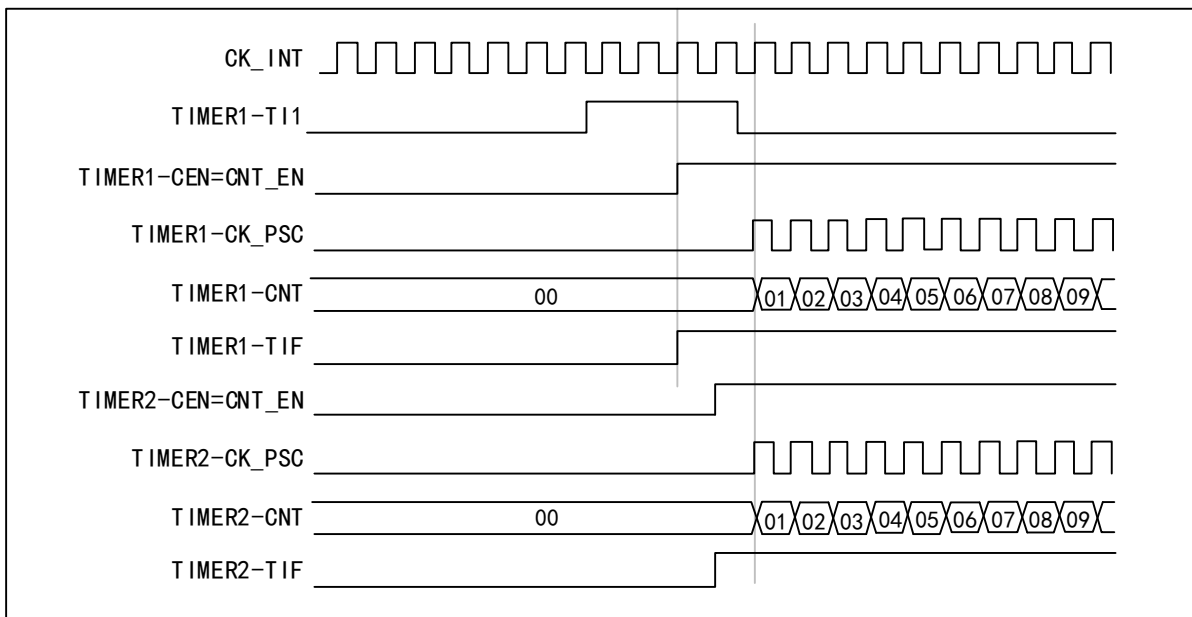 CK_INT
TIMER1-TI1
TIMER1-CEN=CNT_EN
TIMER1-CK_PSC
TIMER1-CNT 00 01 02 03 04 05 06 07 08 09
TIMER1-TIF
TIMER2-CEN=CNT_EN
TIMER2-CK_PSC
TIMER2-CNT 00 01 02 03 04 05 06 07 08 09
TIMER2-TIF